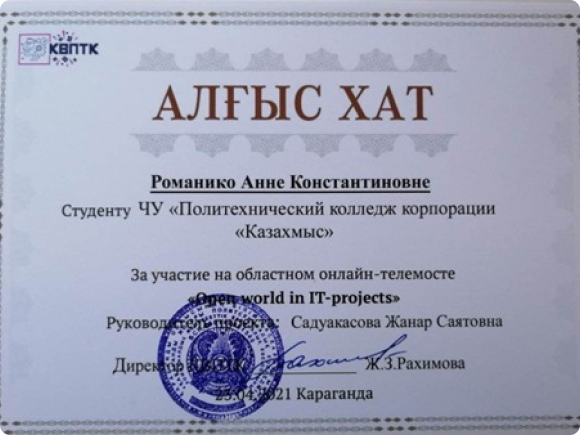 КВПТК
АЛҒЫС ХАТ
Романико Анне Константиновне
Студенту ЧУ «Политехнический колледж корпорации
«Казахмыс»
За участие на областном онлайн-телемосте
«Open world in IT-projects»
Руководитель проекта: Садуакасова Жанар Саятовна
Директор КВПТК Ж.З.Рахимова
23.04.2021 Караганда